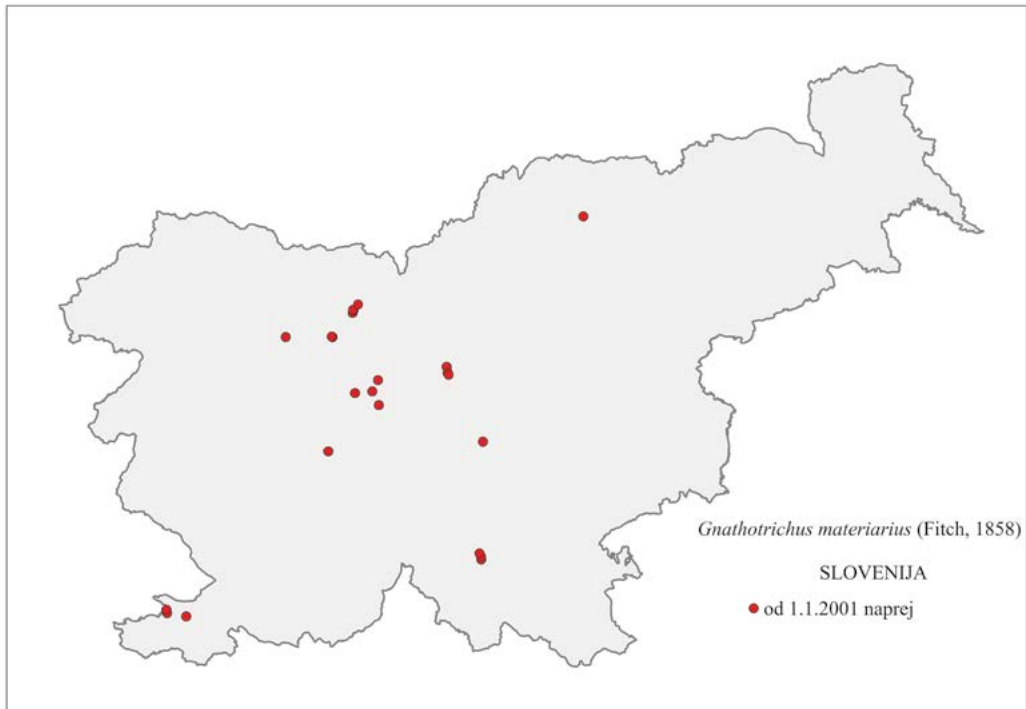 Gnathotrichus materiarius (Fitch, 1858)
SLOVENIJA
od 1.1.2001 naprej